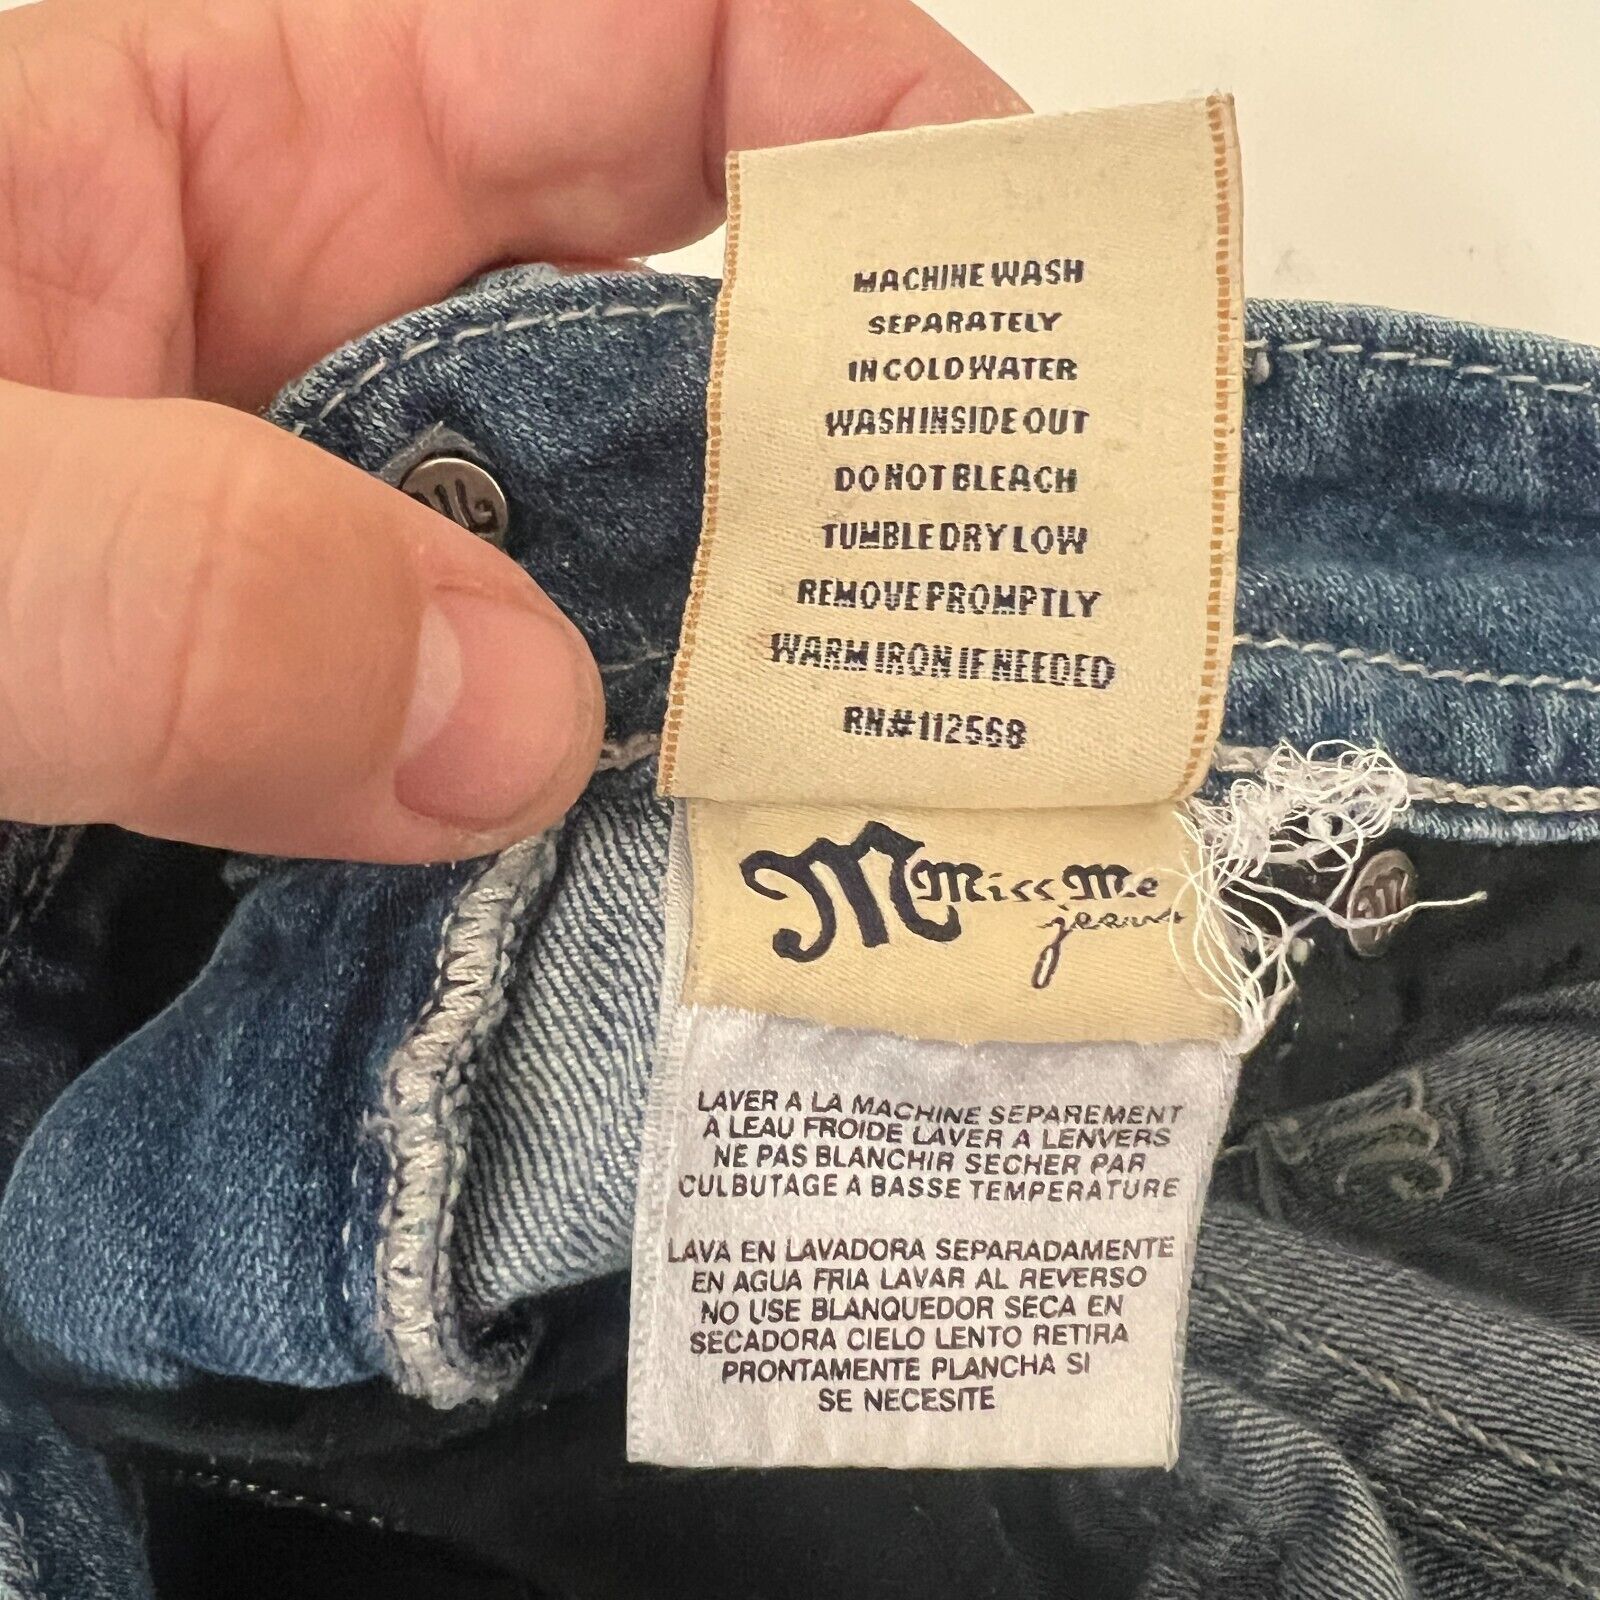 MACHINE WASH
SEPARATELY
IN COLD WATER
WASH INSIDE OUT
DO NOT BLEACH
TUMBLE DRY LOW
REMOVE PROMPTLY
WARM IRON IF NEEDED
RN#112568
M Miss Me
jeans
LAVER A LA MACHINE SEPAREMENT
A LEAU FROIDE LAVER A LENVERS
NE PAS BLANCHIR SECHER PAR
CULBUTAGE A BASSE TEMPERATURE
LAVA EN LAVADORA SEPARADAMENTE
EN AGUA FRIA LAVAR AL REVERSO
NO USE BLANQUEDOR SECA EN
SECADORA CIELO LENTO RETIRA
PRONTAMENTE PLANCHA SI
SE NECESITE